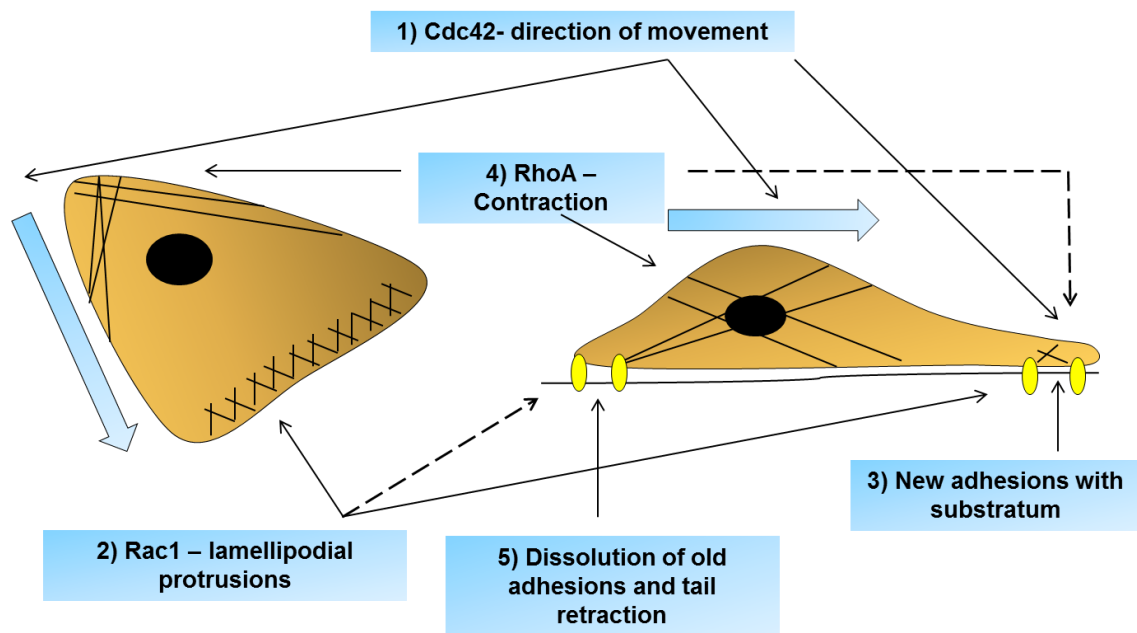 1) Cdc42- direction of movement
4) RhoA –
Contraction
3) New adhesions with
substratum
2) Rac1 – lamellipodial
protrusions
5) Dissolution of old
adhesions and tail
retraction